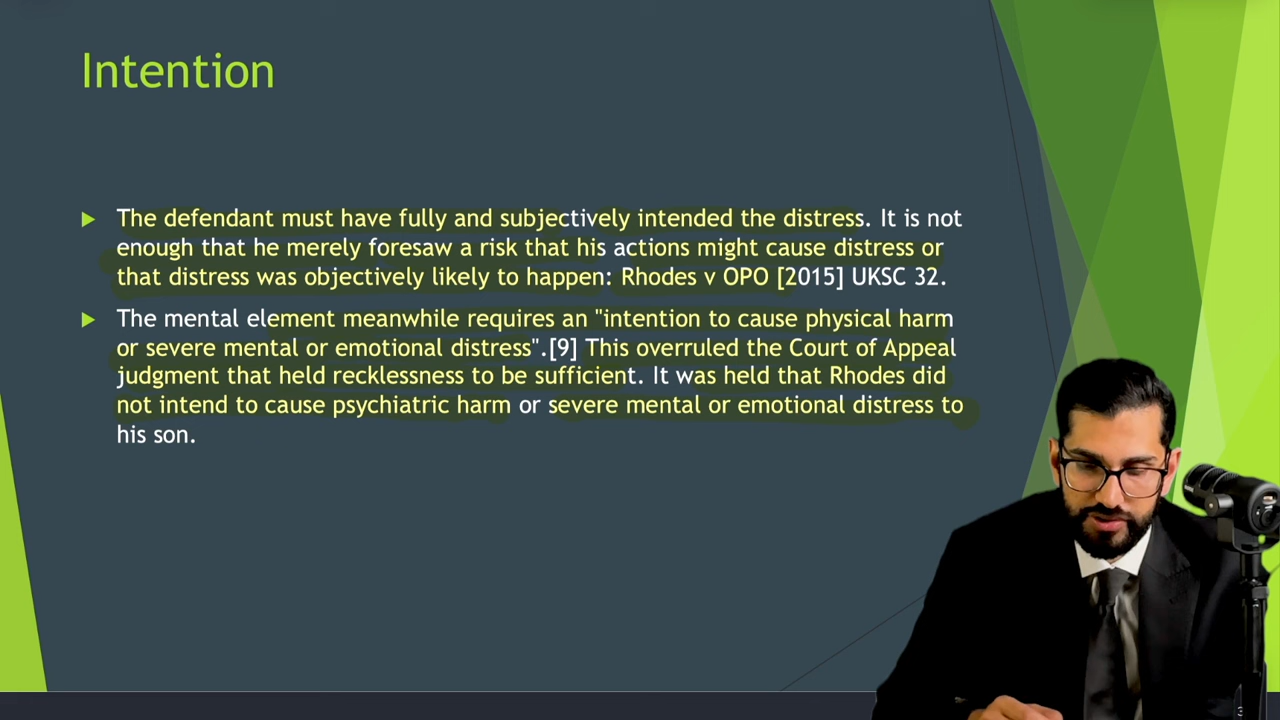 Intention
The defendant must have fully and subjectively intended the distress. It is not
enough that he merely foresaw a risk that his actions might cause distress or
that distress was objectively likely to happen: Rhodes v OPO [2015] UKSC 32.
The mental element meanwhile requires an "intention to cause physical harm
or severe mental or emotional distress".[9] This overruled the Court of Appeal
judgment that held recklessness to be sufficient. It was held that Rhodes did
not intend to cause psychiatric harm or severe mental or emotional distress to
his son.